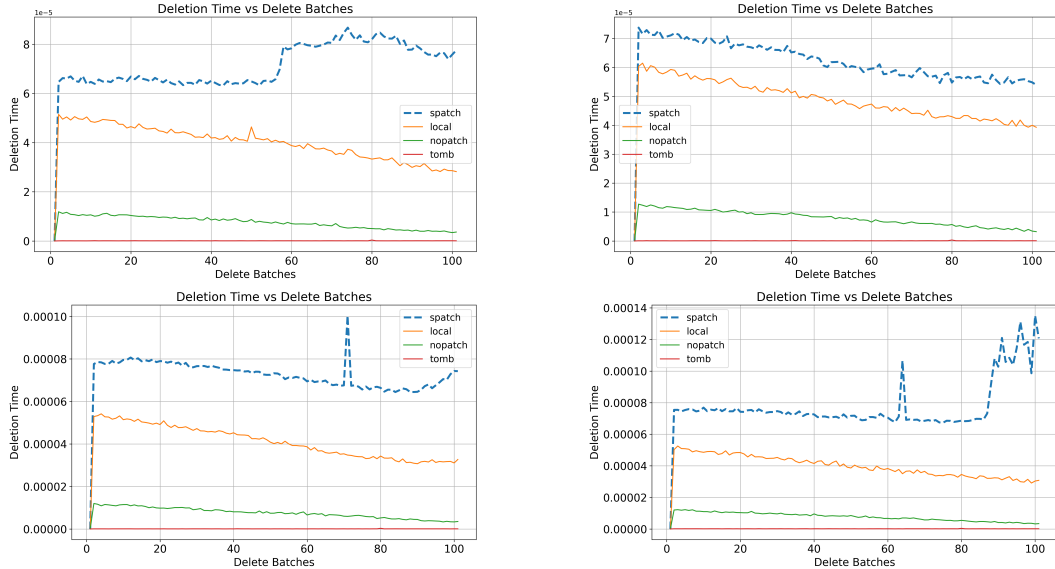 Deletion Time vs Delete Batches
1e−5
Deletion Time
8
6
4
2
0
spatch
local
nopatch
tomb
0 20 40 60 80 100
Delete Batches
Deletion Time vs Delete Batches
1e−5
Deletion Time
7
6
5
4
3
2
1
0
spatch
local
nopatch
tomb
0 20 40 60 80 100
Delete Batches
Deletion Time vs Delete Batches
Deletion Time
0.00010
0.00008
0.00006
0.00004
0.00002
0.00000
spatch
local
nopatch
tomb
0 20 40 60 80 100
Delete Batches
Deletion Time vs Delete Batches
Deletion Time
0.00014
0.00012
0.00010
0.00008
0.00006
0.00004
0.00002
0.00000
spatch
local
nopatch
tomb
0 20 40 60 80 100
Delete Batches